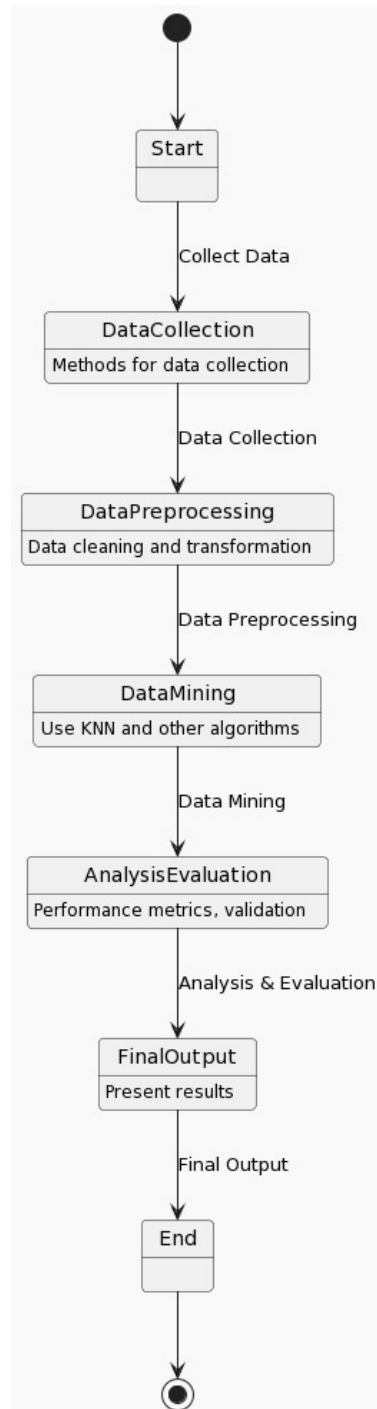 Start
Collect Data
DataCollection
Methods for data collection
Data Collection
DataPreprocessing
Data cleaning and transformation
Data Preprocessing
DataMining
Use KNN and other algorithms
Data Mining
AnalysisEvaluation
Performance metrics, validation
Analysis & Evaluation
FinalOutput
Present results
Final Output
End